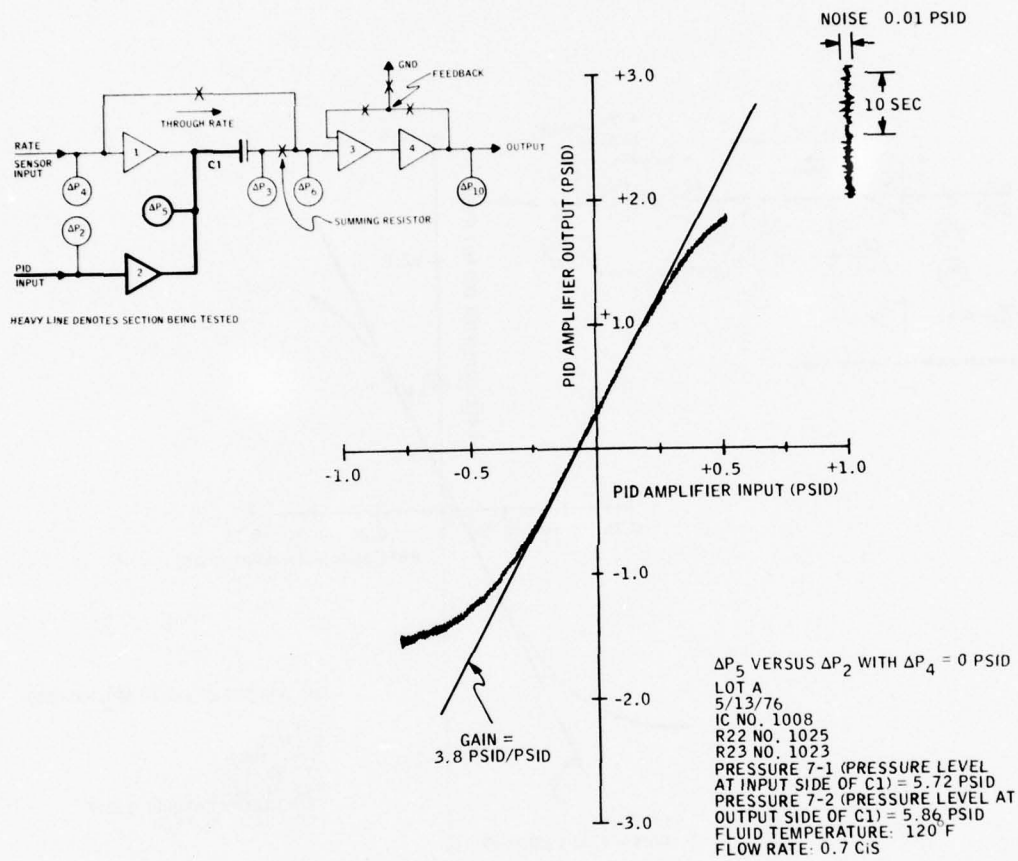 NOISE 0.01 PSID
10 SEC
GND
FEEDBACK
THROUGH RATE
RATE
SENSOR
INPUT
1
C1
3
4
OUTPUT
ΔP4
ΔP3
ΔP6
ΔP10
ΔP5
SUMMING RESISTOR
ΔP2
PID
INPUT
2
HEAVY LINE DENOTES SECTION BEING TESTED
PID AMPLIFIER OUTPUT (PSID)
+3.0
+2.0
+1.0
-1.0
-0.5
0
+0.5
+1.0
PID AMPLIFIER INPUT (PSID)
-1.0
-2.0
-3.0
GAIN =
3.8 PSID/PSID
ΔP5 VERSUS ΔP2 WITH ΔP4 = 0 PSID
LOT A
5/13/76
IC NO. 1008
R22 NO. 1025
R23 NO. 1023
PRESSURE 7-1 (PRESSURE LEVEL
AT INPUT SIDE OF C1) = 5.72 PSID
PRESSURE 7-2 (PRESSURE LEVEL AT
OUTPUT SIDE OF C1) = 5.86 PSID
FLUID TEMPERATURE: 120°F
FLOW RATE: 0.7 CiS